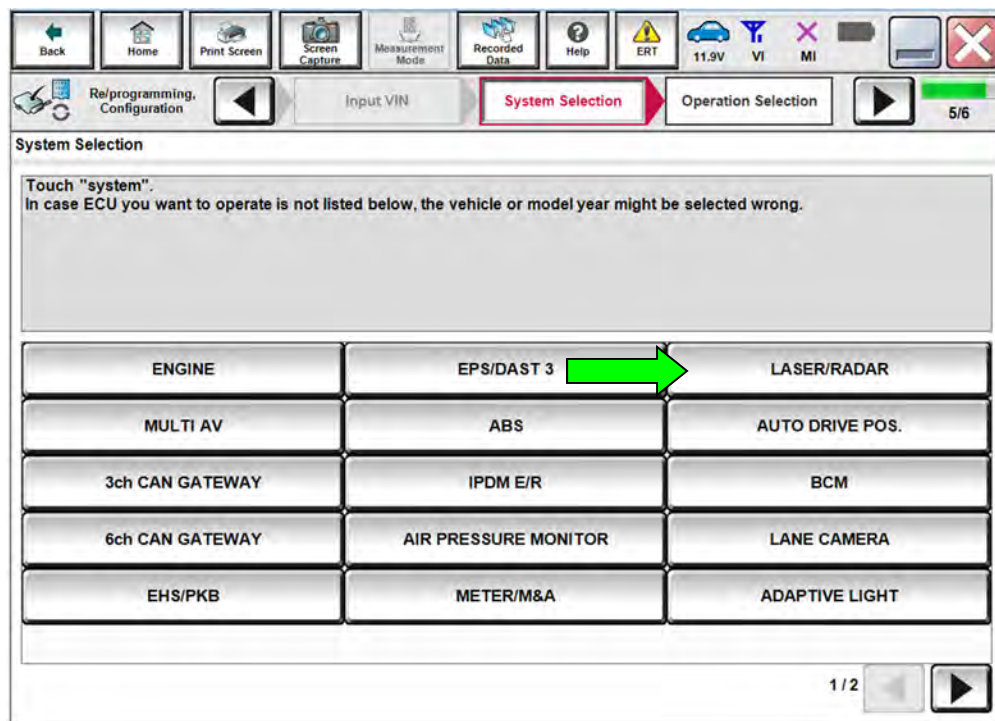 Back
Home
Print Screen
Screen Capture
Measurement Mode
Recorded Data
Help
ERT
11.9V
VI
MI
Re/programming, Configuration
Input VIN
System Selection
Operation Selection
5/6
System Selection
Touch "system".
In case ECU you want to operate is not listed below, the vehicle or model year might be selected wrong.
ENGINE
EPS/DAST 3
LASER/RADAR
MULTI AV
ABS
AUTO DRIVE POS.
3ch CAN GATEWAY
IPDM E/R
BCM
6ch CAN GATEWAY
AIR PRESSURE MONITOR
LANE CAMERA
EHS/PKB
METER/M&A
ADAPTIVE LIGHT
1 / 2